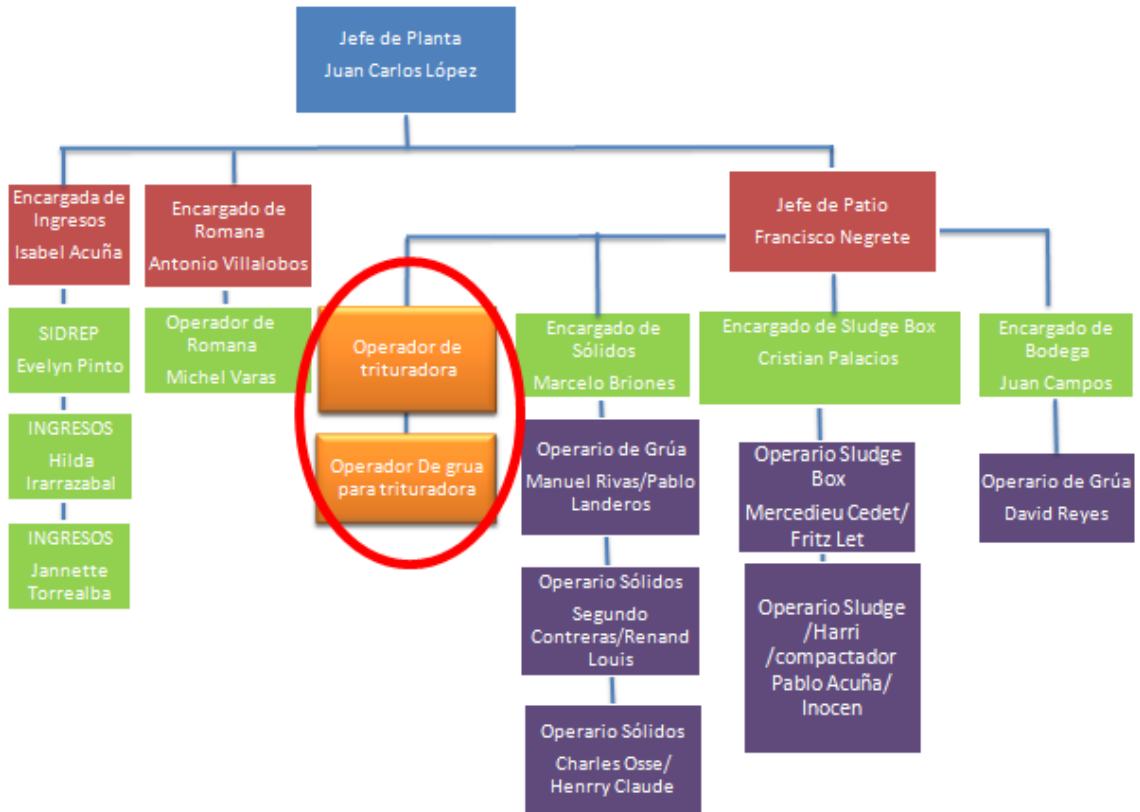 Jefe de Planta
Juan Carlos López
Encargada de
Ingresos
Isabel Acuña
Encargado de
Romana
Antonio Villalobos
Jefe de Patio
Francisco Negrete
SIDREP
Evelyn Pinto
Operador de
Romana
Michel Varas
Operador de
trituradora
Encargado de
Sólidos
Marcelo Briones
Encargado de Sludge Box
Cristian Palacios
Encargado de
Bodega
Juan Campos
INGRESOS
Hilda
Irarrazabal
Operador De grua
para trituradora
Operario de Grúa
Manuel Rivas/Pablo
Landeros
Operario Sludge
Box
Mercedieu Cedet/
Fritz Let
Operario de Grúa
David Reyes
INGRESOS
Jannette
Torrealba
Operario Sólidos
Segundo
Contreras/Renand
Louis
Operario Sludge
/Harri
/compactador
Pablo Acuña/
Inocen
Operario Sólidos
Charles Osse/
Henrry Claude